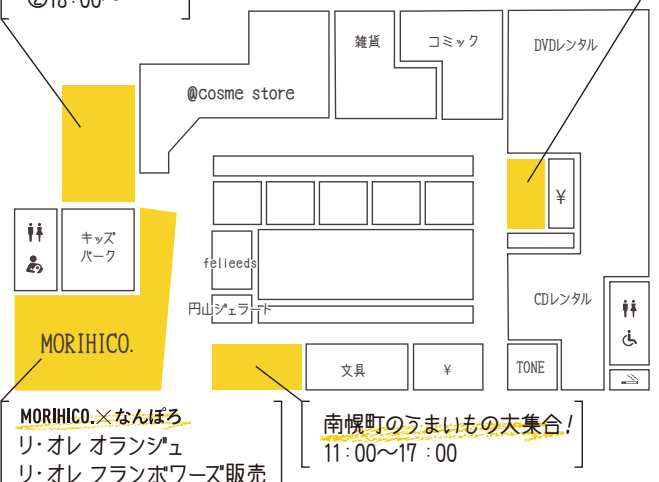 ②18:00〜
雑貨
コミック
DVDレンタル
@cosme store
¥
キッズ
パーク
felieeds
円山ジェラート
CDレンタル
MORIHICO.
文具
¥
TONE
MORIHICO.×なんぽろ
リ・オレ オランジュ
リ・オレ フランボワーズ販売
南幌町のうまいもの大集合!
11:00〜17:00